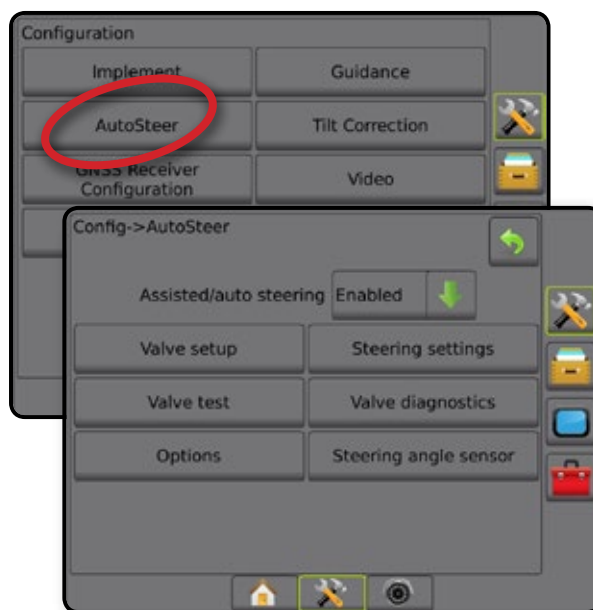 Configuration
Implement
Guidance
AutoSteer
Tilt Correction
GNSS Receiver
Configuration
Video
Config->AutoSteer
Assisted/auto steering Enabled
Valve setup
Steering settings
Valve test
Valve diagnostics
Options
Steering angle sensor